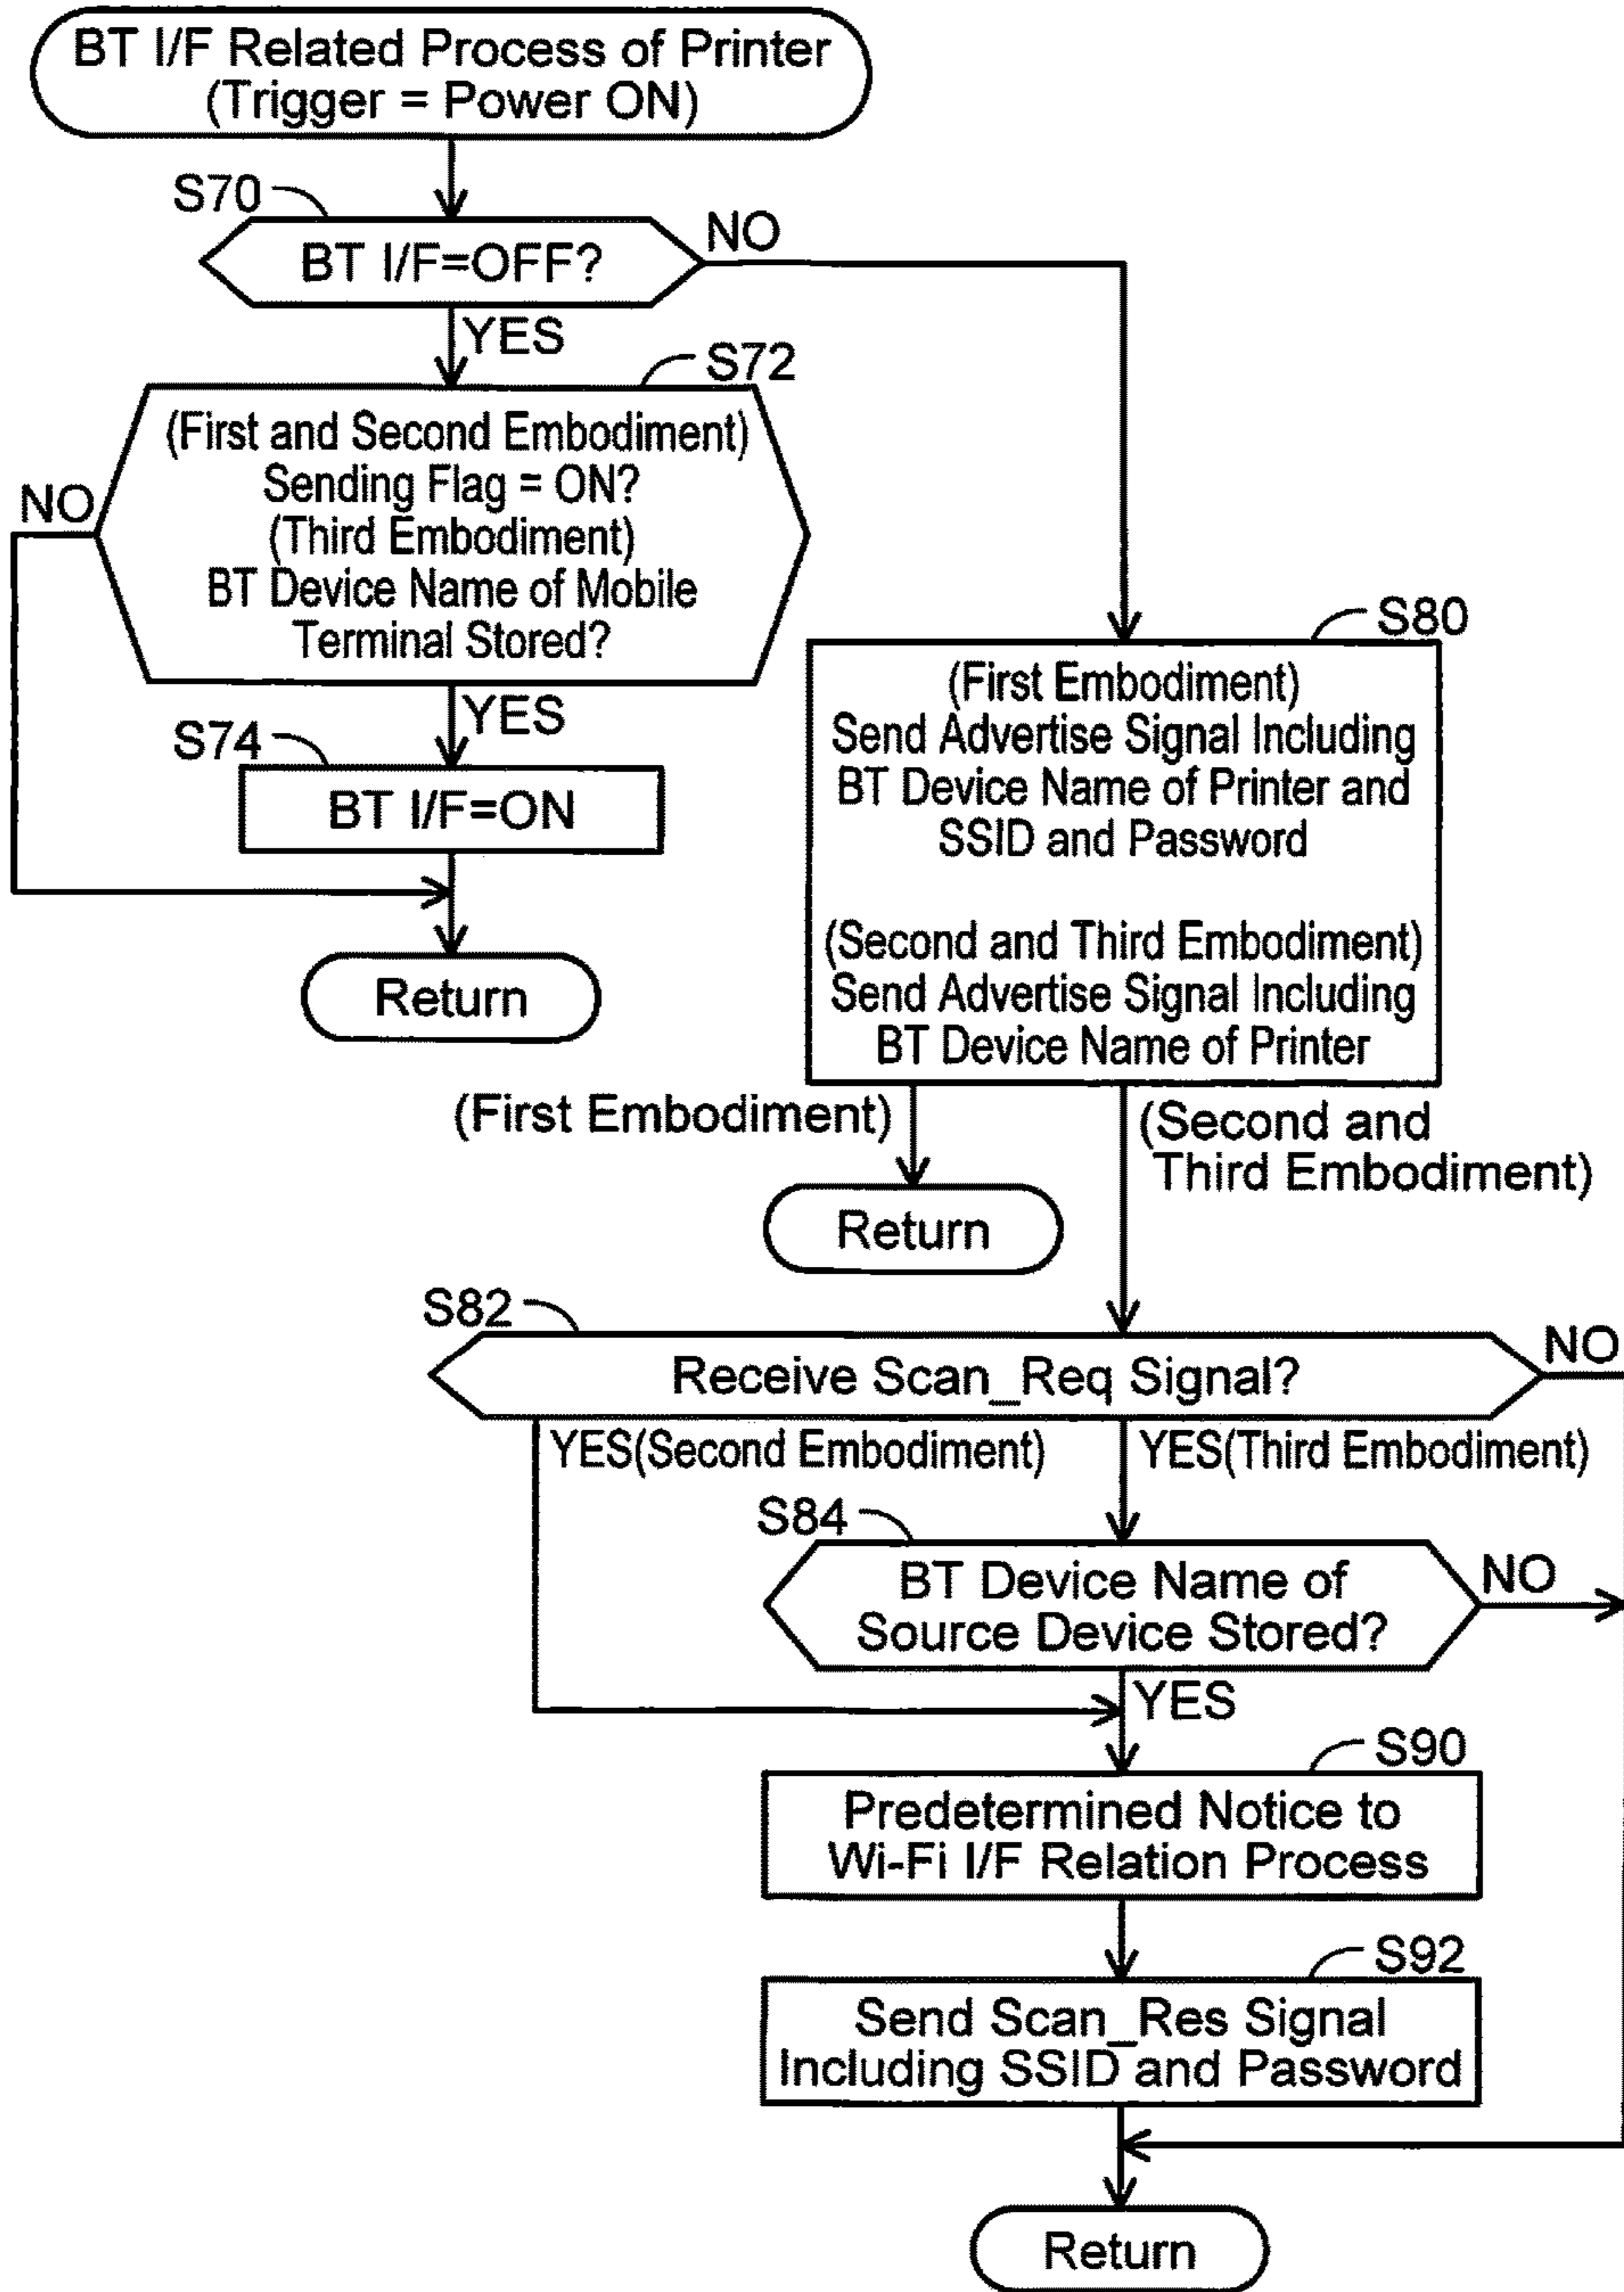 BT I/F Related Process of Printer
(Trigger = Power ON)
S70
BT I/F=OFF?
NO
YES
S72
(First and Second Embodiment)
Sending Flag = ON?
(Third Embodiment)
BT Device Name of Mobile
Terminal Stored?
NO
YES
S74
BT I/F=ON
Return
S80
(First Embodiment)
Send Advertise Signal Including
BT Device Name of Printer and
SSID and Password
(Second and Third Embodiment)
Send Advertise Signal Including
BT Device Name of Printer
(First Embodiment)
Return
(Second and
Third Embodiment)
S82
Receive Scan_Req Signal?
NO
YES(Second Embodiment)
YES(Third Embodiment)
S84
BT Device Name of
Source Device Stored?
NO
YES
S90
Predetermined Notice to
Wi-Fi I/F Relation Process
S92
Send Scan_Res Signal
Including SSID and Password
Return